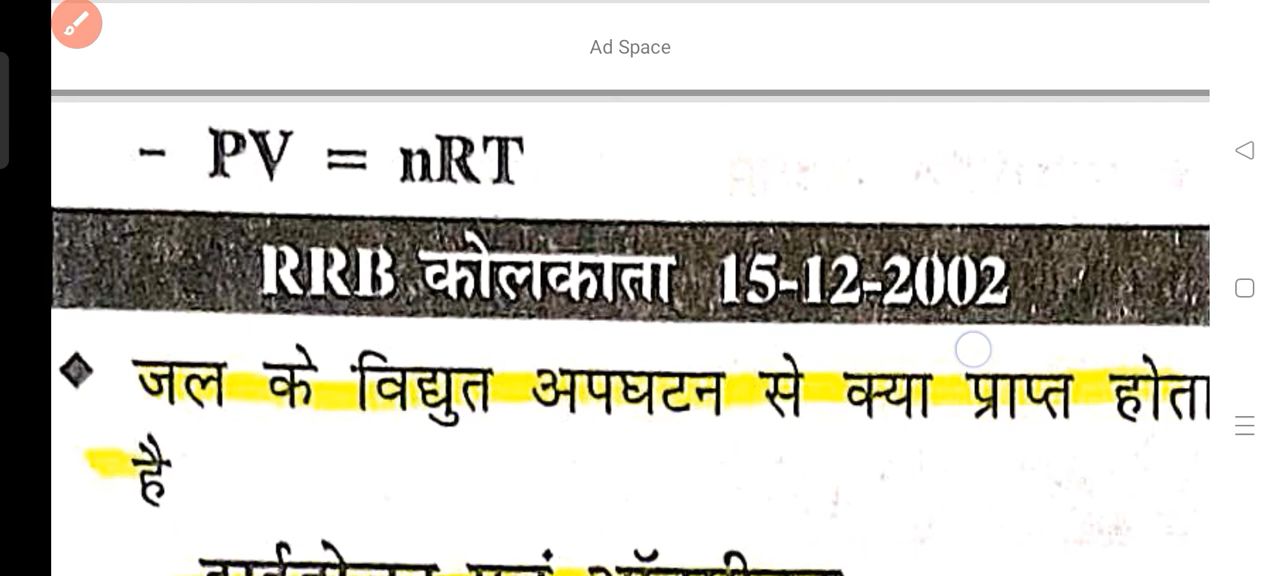 Ad Space
- PV = nRT
RRB कोलकाता 15-12-2002
◆ जल के विद्युत अपघटन से क्या प्राप्त होता
है